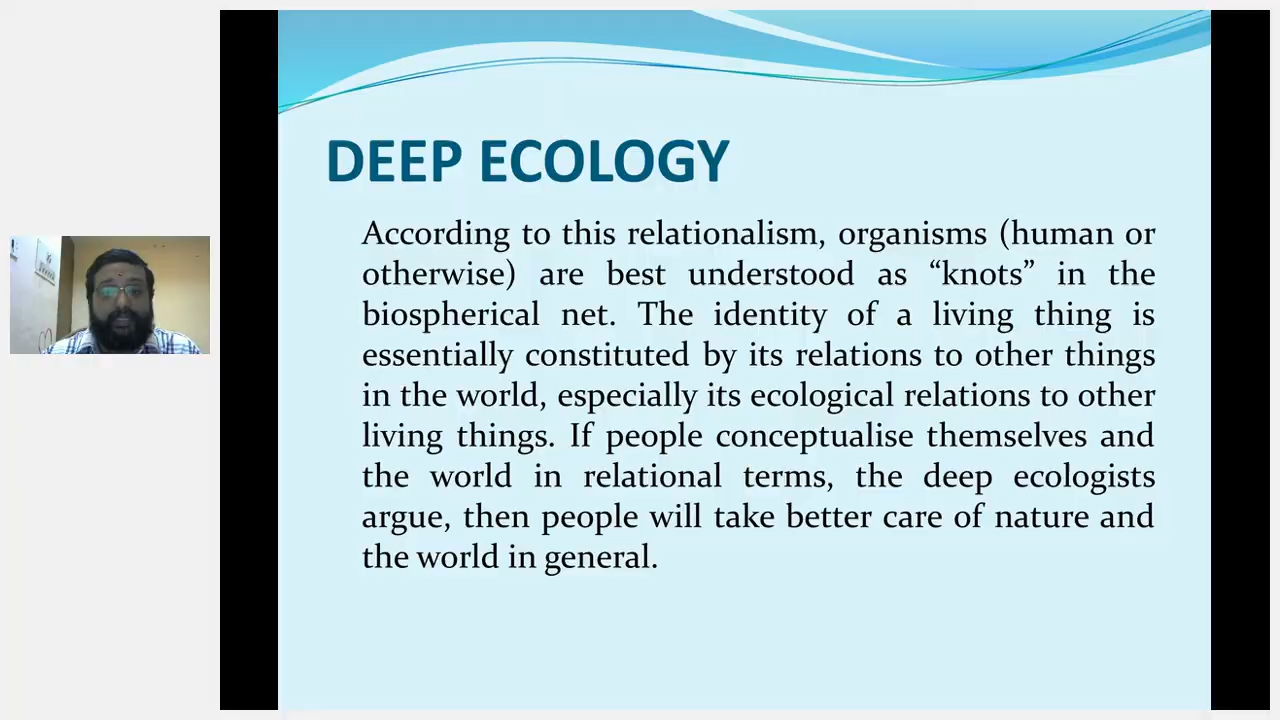 DEEP ECOLOGY
According to this relationalism, organisms (human or
otherwise) are best understood as “knots” in the
biospherical net. The identity of a living thing is
essentially constituted by its relations to other things
in the world, especially its ecological relations to other
living things. If people conceptualise themselves and
the world in relational terms, the deep ecologists
argue, then people will take better care of nature and
the world in general.